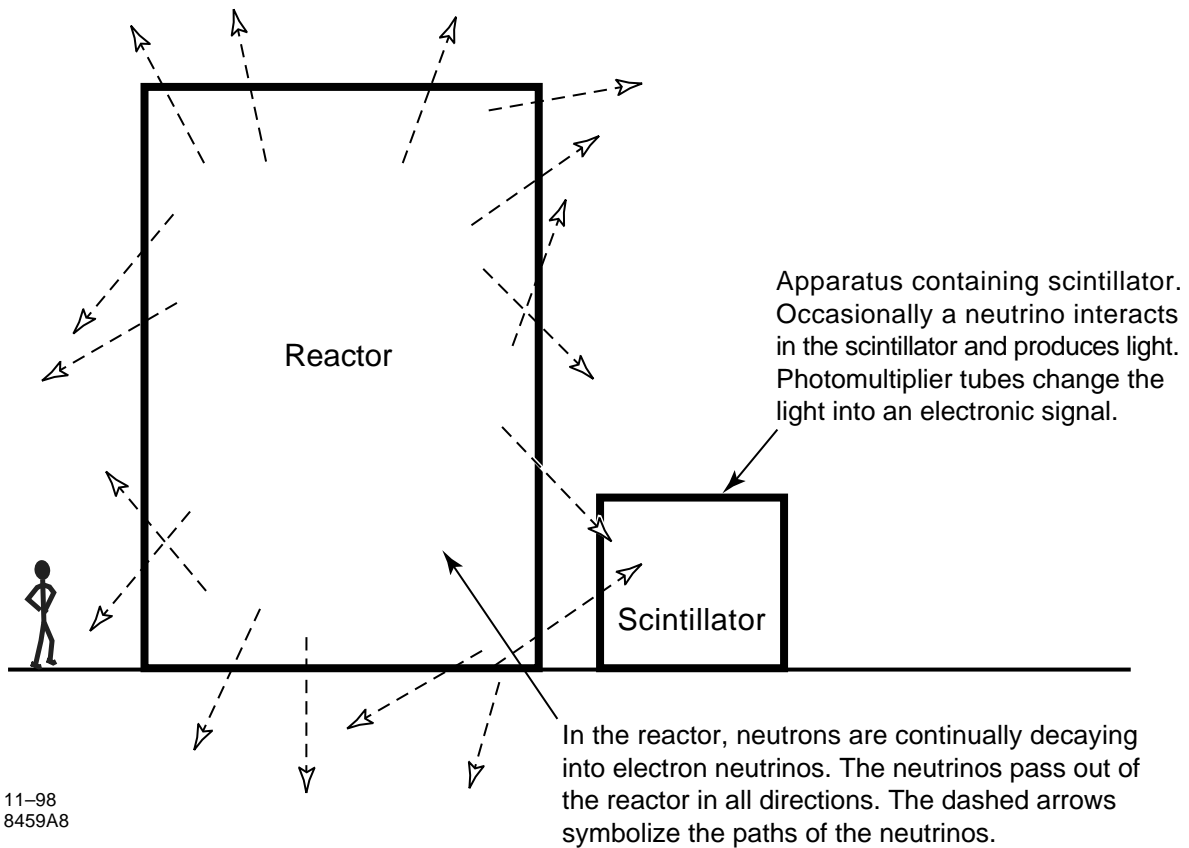 Reactor
Apparatus containing scintillator.
Occasionally a neutrino interacts
in the scintillator and produces light.
Photomultiplier tubes change the
light into an electronic signal.
Scintillator
In the reactor, neutrons are continually decaying
into electron neutrinos. The neutrinos pass out of
the reactor in all directions. The dashed arrows
symbolize the paths of the neutrinos.
11–98
8459A8